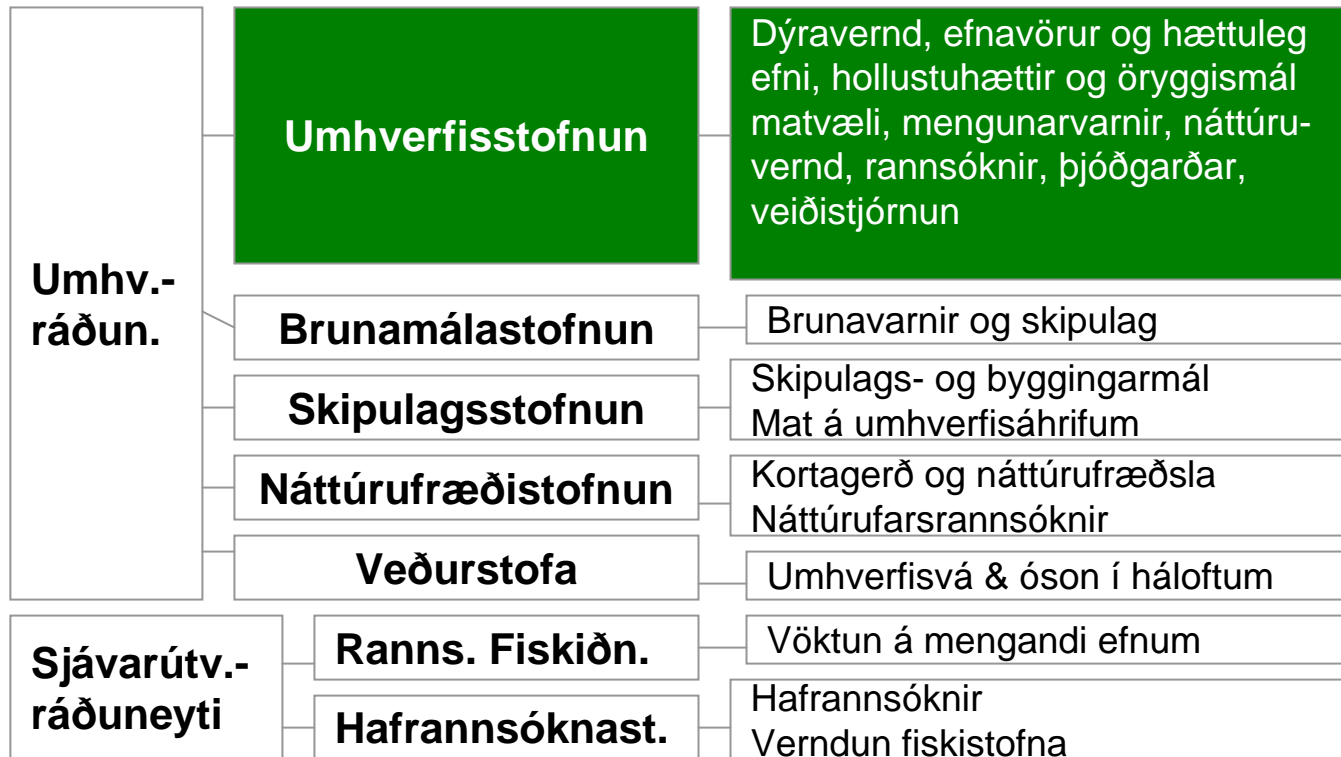 Umhv.-
ráðun.
Umhverfisstofnun
Dýravernd, efnavörur og hættuleg
efni, hollustuhættir og öryggismál
matvæli, mengunarvarnir, náttúru-
vernd, rannsóknir, þjóðgarðar,
veiðistjórnun
Brunamálastofnun
Brunavarnir og skipulag
Skipulagsstofnun
Skipulags- og byggingarmál
Mat á umhverfisáhrifum
Náttúrufræðistofnun
Kortagerð og náttúrufræðsla
Náttúrufarsrannsóknir
Veðurstofa
Umhverfisvá & óson í háloftum
Sjávarútv.-
ráðuneyti
Ranns. Fiskiðn.
Vöktun á mengandi efnum
Hafrannsóknast.
Hafrannsóknir
Verndun fiskistofna